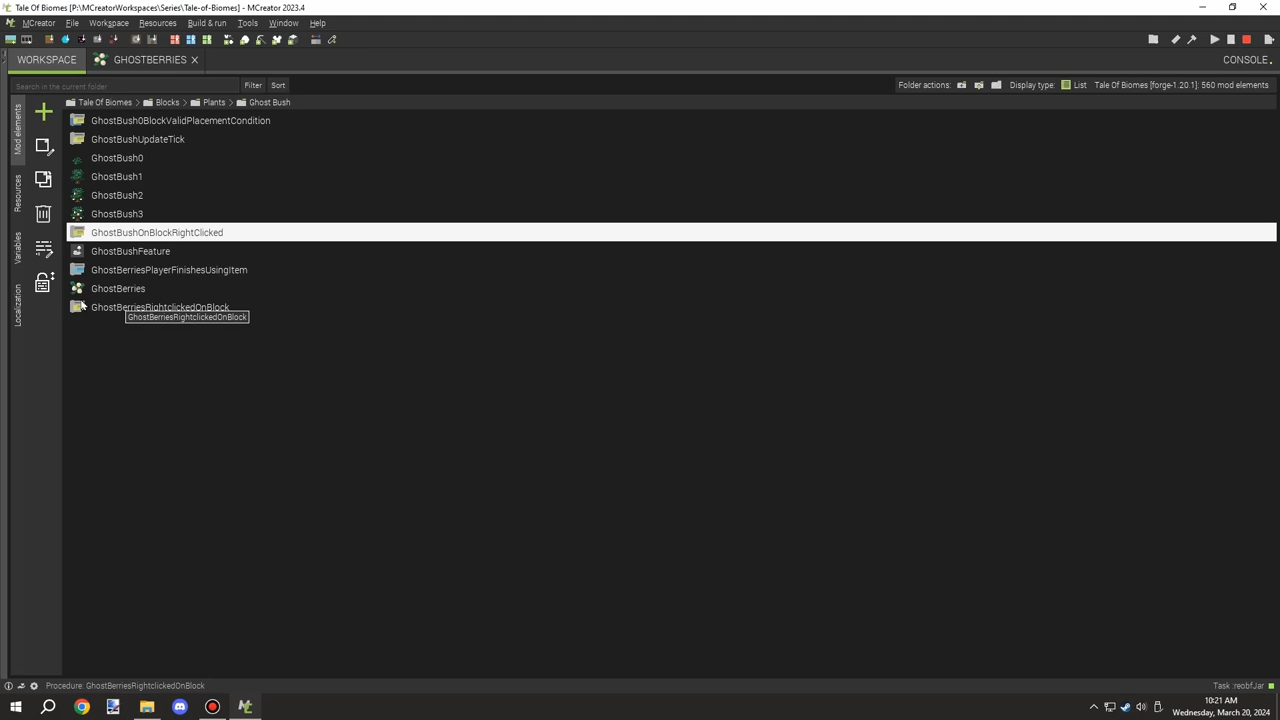 Tale Of Biomes [P:\MCreatorWorkspaces\Series\Tale-of-Biomes] - MCreator 2023.4
MCreator File Workspace Resources Build & run Tools Window Help
WORKSPACE GHOSTBERRIES CONSOLE
Search in the current folder Filter Sort Folder actions: Display type: List Tale Of Biomes [forge-1.20.1]: 560 mod elements
Tale Of Biomes Blocks Plants Ghost Bush
Mod elements
Resources
Variables
Localization
GhostBush0BlockValidPlacementCondition
GhostBushUpdateTick
GhostBush0
GhostBush1
GhostBush2
GhostBush3
GhostBushOnBlockRightClicked
GhostBushFeature
GhostBerriesPlayerFinishesUsingItem
GhostBerries
GhostBerriesRightclickedOnBlock
GhostBerriesRightclickedOnBlock
Procedure: GhostBerriesRightclickedOnBlock Task :reobfJar
10:21 AM
Wednesday, March 20, 2024